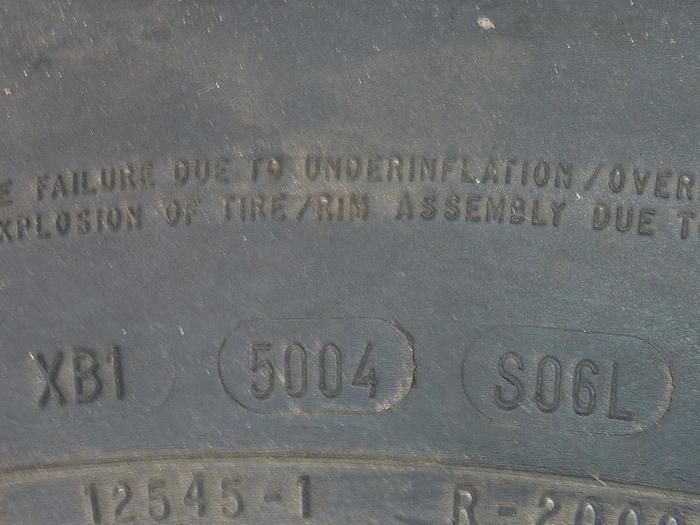 FAILURE DUE TO UNDERINFLATION/OVER
XPLOSION OF TIRE/RIM ASSEMBLY DUE
XB1 5004 S06L
12545-1